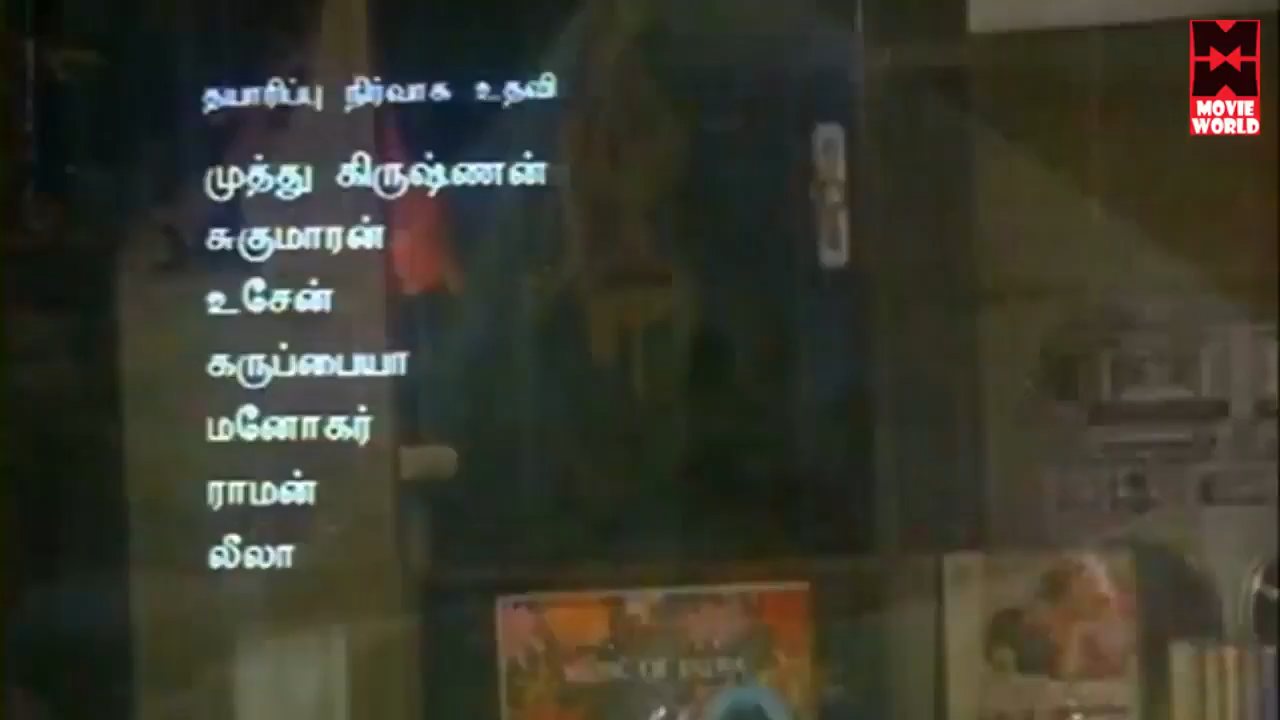 தயாரிப்பு நிர்வாக உதவி
முத்து கிருஷ்ணன்
சுகுமாரன்
உசேன்
கருப்பையா
மனோகர்
ராமன்
லீலா
MOVIE
WORLD